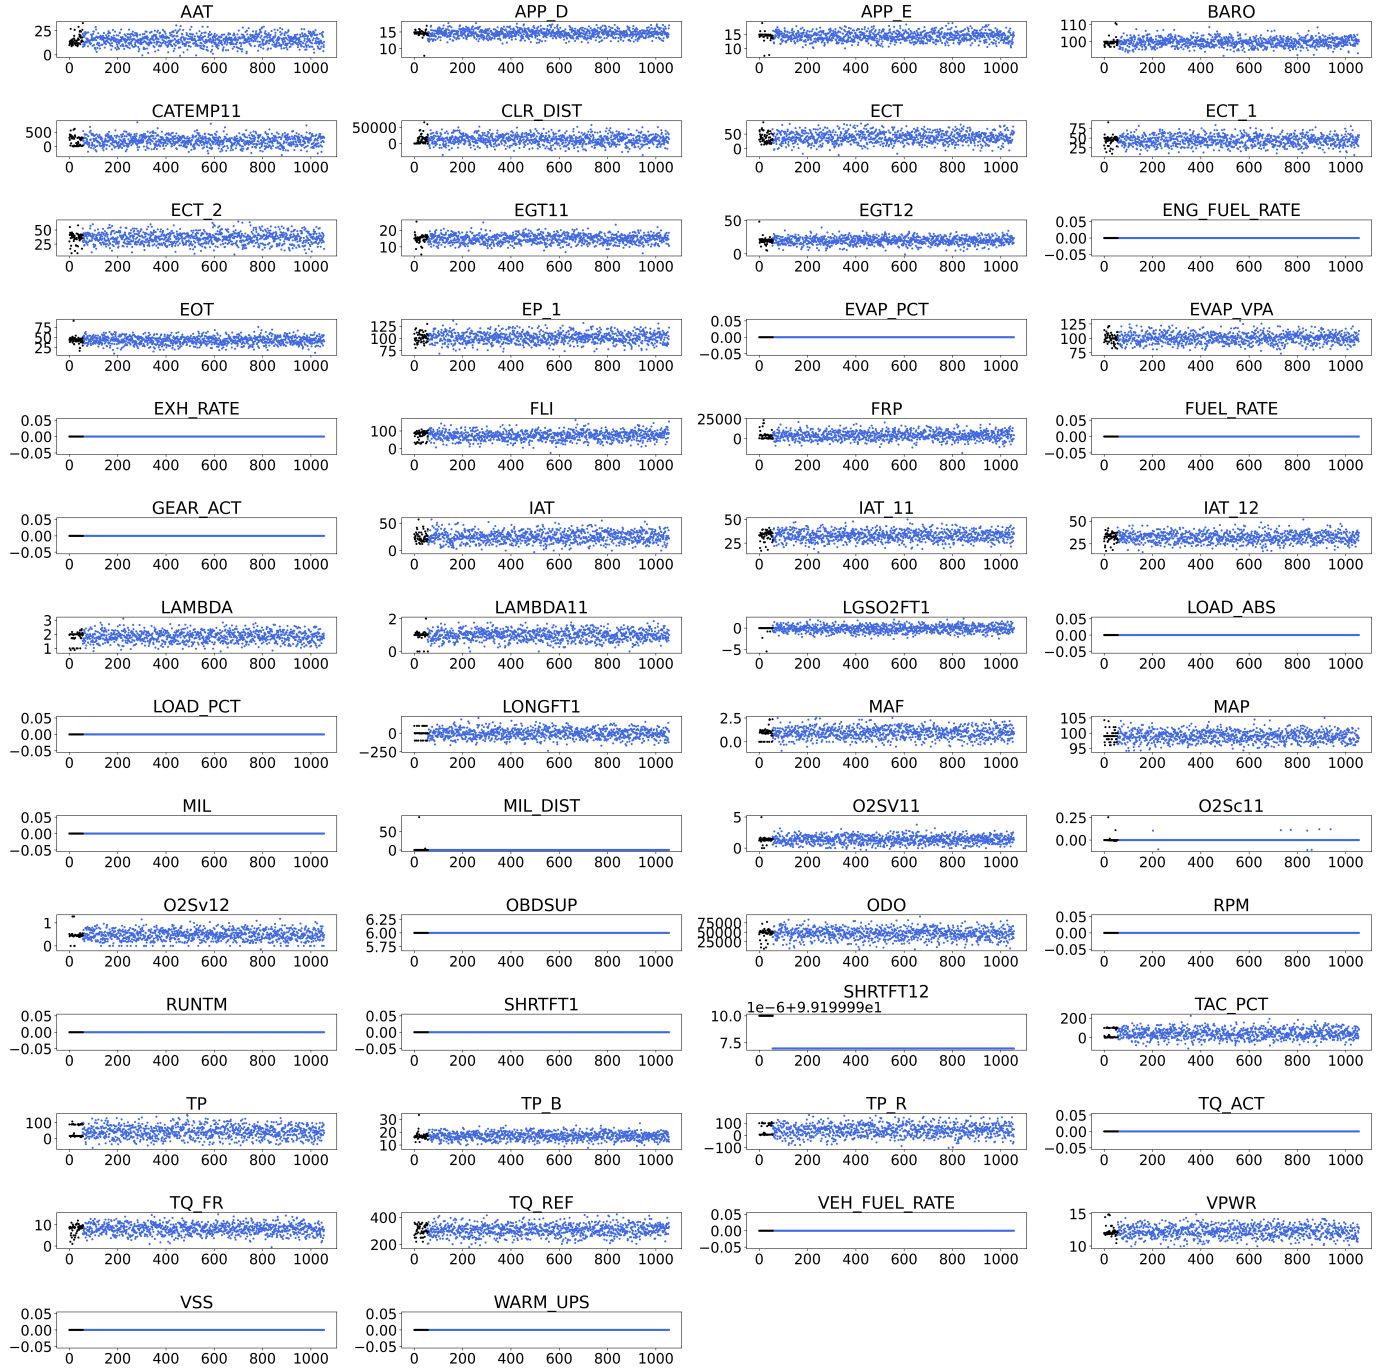 AAT APP_D APP_E BARO
25 15 15 110
0 10 10 100
0 200 400 600 800 1000 0 200 400 600 800 1000 0 200 400 600 800 1000 0 200 400 600 800 1000
CATEMP11 CLR_DIST ECT ECT_1
500 50000 50 75
0 0 0 50
25
0 200 400 600 800 1000 0 200 400 600 800 1000 0 200 400 600 800 1000 0 200 400 600 800 1000
ECT_2 EGT11 EGT12 ENG_FUEL_RATE
50 20 50 0.05
25 10 0 0.00
−0.05
0 200 400 600 800 1000 0 200 400 600 800 1000 0 200 400 600 800 1000 0 200 400 600 800 1000
EOT EP_1 EVAP_PCT EVAP_VPA
75 125 0.05 125
50 100 0.00 100
25 75 −0.05 75
0 200 400 600 800 1000 0 200 400 600 800 1000 0 200 400 600 800 1000 0 200 400 600 800 1000
EXH_RATE FLI FRP FUEL_RATE
0.05 100 25000 0.05
0.00 0 0 0.00
−0.05 −0.05
0 200 400 600 800 1000 0 200 400 600 800 1000 0 200 400 600 800 1000 0 200 400 600 800 1000
GEAR_ACT IAT IAT_11 IAT_12
0.05 50 50 50
0.00 0 25 25
−0.05
0 200 400 600 800 1000 0 200 400 600 800 1000 0 200 400 600 800 1000 0 200 400 600 800 1000
LAMBDA LAMBDA11 LGSO2FT1 LOAD_ABS
3 2 0 0.05
2 0 −5 0.00
1 −0.05
0 200 400 600 800 1000 0 200 400 600 800 1000 0 200 400 600 800 1000 0 200 400 600 800 1000
LOAD_PCT LONGFT1 MAF MAP
0.05 0 2.5 105
0.00 −250 0.0 100
−0.05 95
0 200 400 600 800 1000 0 200 400 600 800 1000 0 200 400 600 800 1000 0 200 400 600 800 1000
MIL MIL_DIST O2SV11 O2Sc11
0.05 50 5 0.25
0.00 0 0 0.00
−0.05
0 200 400 600 800 1000 0 200 400 600 800 1000 0 200 400 600 800 1000 0 200 400 600 800 1000
O2Sv12 OBDSUP ODO RPM
1 6.25 75000 0.05
0 6.00 50000 0.00
5.75 25000 −0.05
0 200 400 600 800 1000 0 200 400 600 800 1000 0 200 400 600 800 1000 0 200 400 600 800 1000
RUNTM SHRTFT1 SHRTFT12 TAC_PCT
1e−6+9.919999e1
0.05 0.05 10.0 200
0.00 0.00 7.5 0
−0.05 −0.05
0 200 400 600 800 1000 0 200 400 600 800 1000 0 200 400 600 800 1000 0 200 400 600 800 1000
TP TP_B TP_R TQ_ACT
100 30 100 0.05
0 20 0 0.00
10 −100 −0.05
0 200 400 600 800 1000 0 200 400 600 800 1000 0 200 400 600 800 1000 0 200 400 600 800 1000
TQ_FR TQ_REF VEH_FUEL_RATE VPWR
10 400 0.05 15
0 200 0.00 10
−0.05
0 200 400 600 800 1000 0 200 400 600 800 1000 0 200 400 600 800 1000 0 200 400 600 800 1000
VSS WARM_UPS
0.05 0.05
0.00 0.00
−0.05 −0.05
0 200 400 600 800 1000 0 200 400 600 800 1000